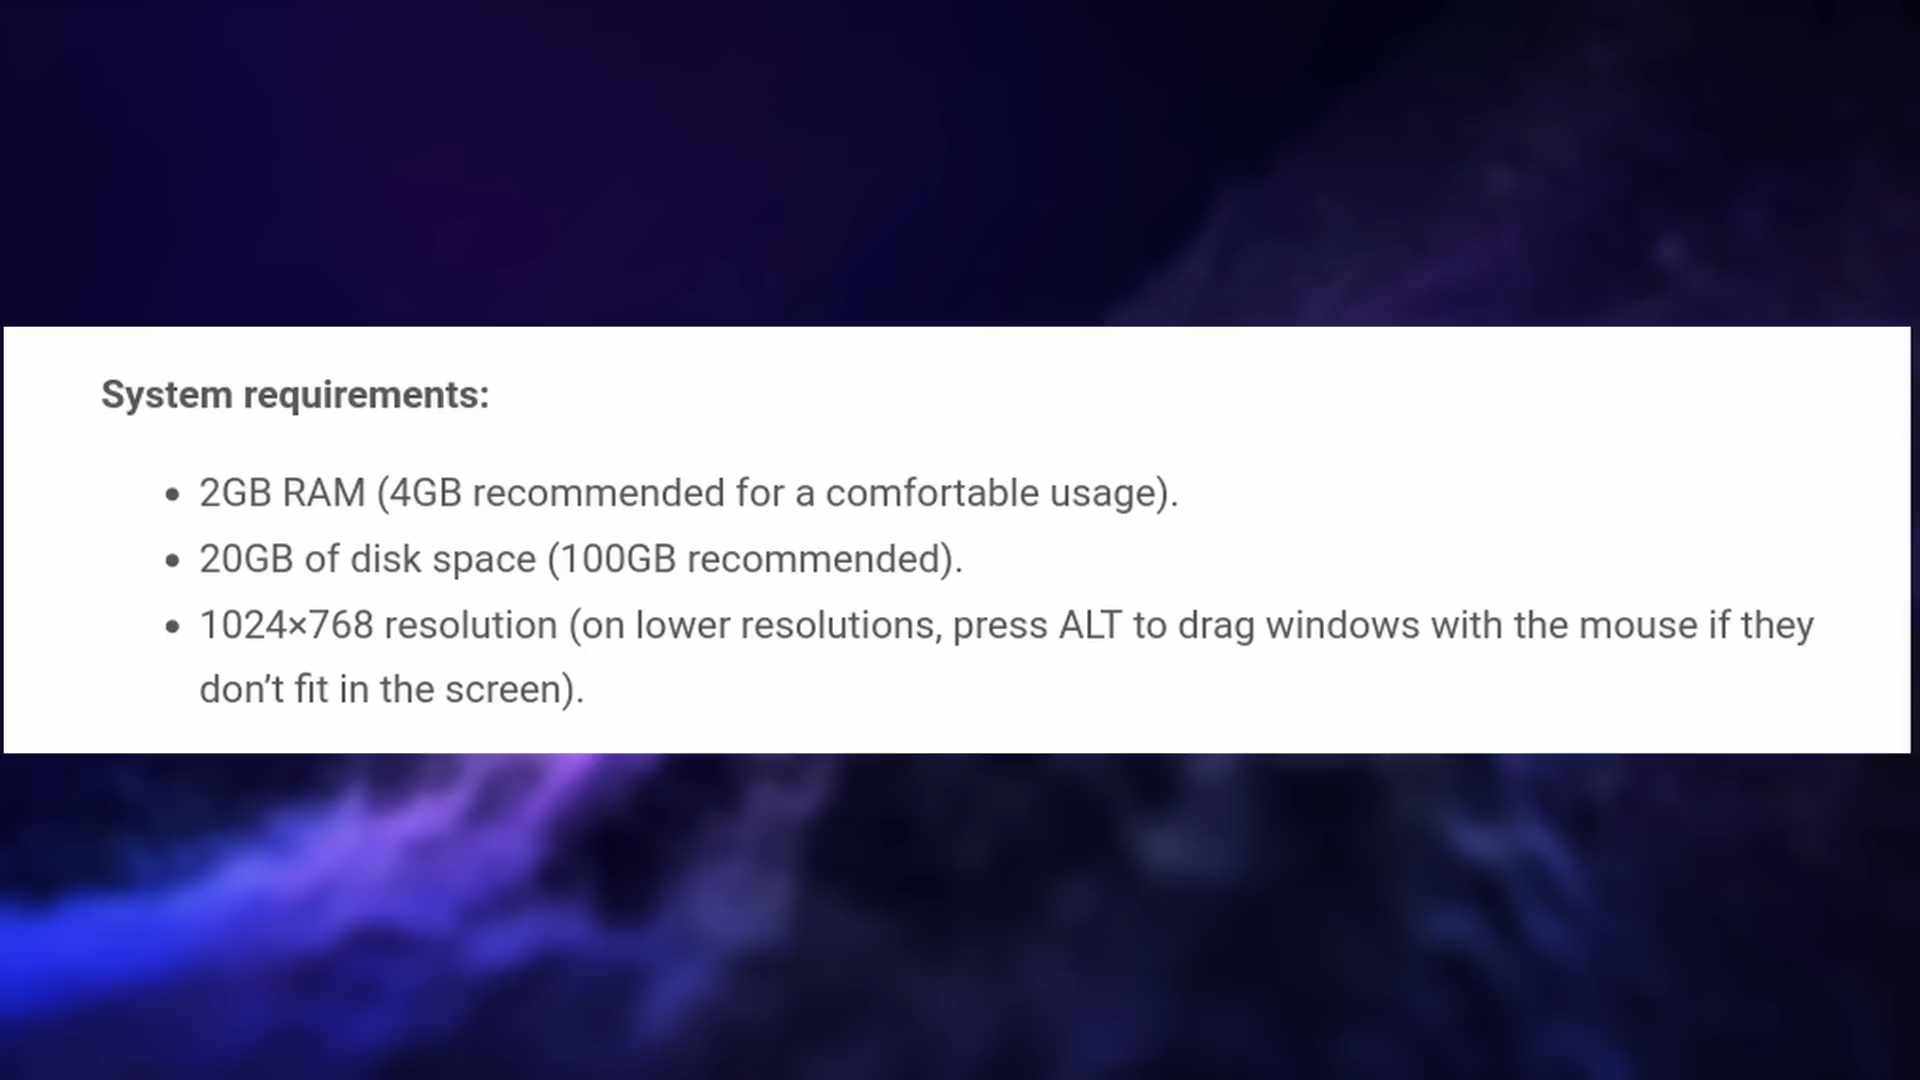 System requirements:
• 2GB RAM (4GB recommended for a comfortable usage).
• 20GB of disk space (100GB recommended).
• 1024×768 resolution (on lower resolutions, press ALT to drag windows with the mouse if they
don’t fit in the screen).